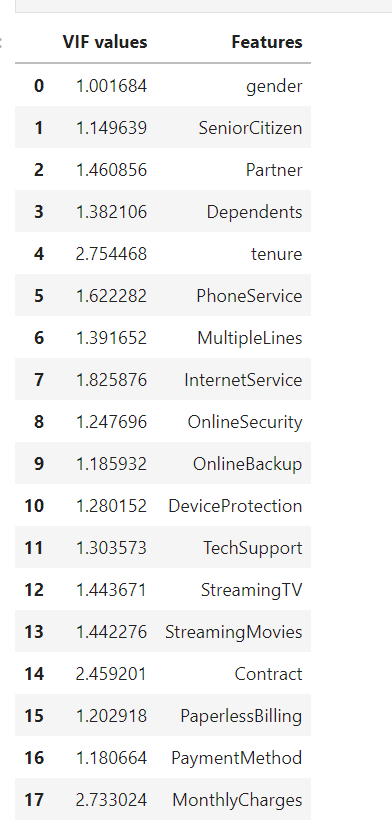 VIF values Features
0 1.001684 gender
1 1.149639 SeniorCitizen
2 1.460856 Partner
3 1.382106 Dependents
4 2.754468 tenure
5 1.622282 PhoneService
6 1.391652 MultipleLines
7 1.825876 InternetService
8 1.247696 OnlineSecurity
9 1.185932 OnlineBackup
10 1.280152 DeviceProtection
11 1.303573 TechSupport
12 1.443671 StreamingTV
13 1.442276 StreamingMovies
14 2.459201 Contract
15 1.202918 PaperlessBilling
16 1.180664 PaymentMethod
17 2.733024 MonthlyCharges